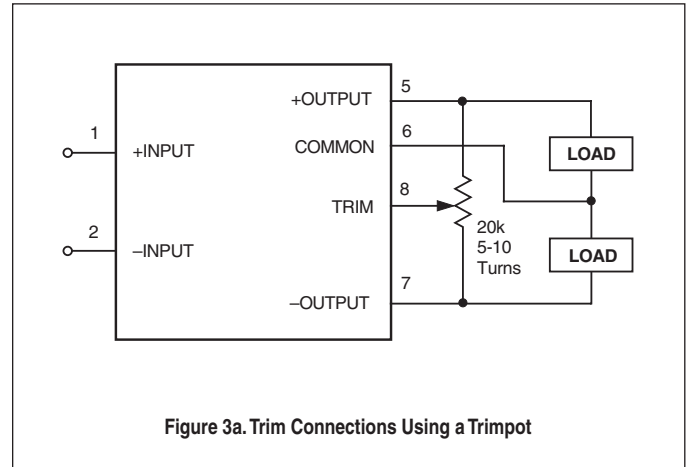 5
+OUTPUT
6
1
COMMON
+INPUT
LOAD
8
TRIM
20k
2
5-10
LOAD
–INPUT
Turns
7
–OUTPUT
Figure 3a. Trim Connections Using a Trimpot